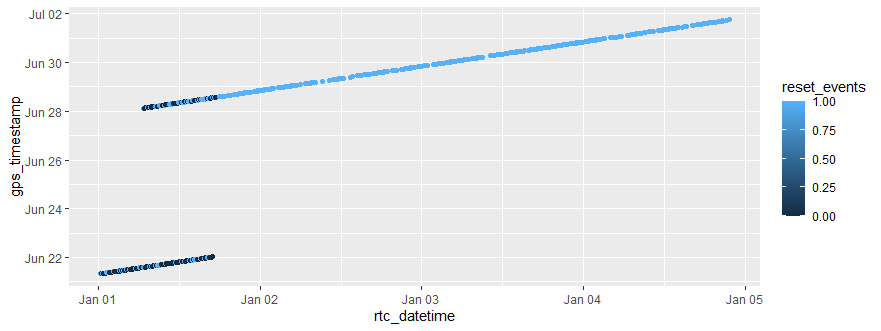 Jul 02
Jun 30
Jun 28
Jun 26
Jun 24
Jun 22
gps_timestamp
Jan 01
Jan 02
Jan 03
Jan 04
Jan 05
rtc_datetime
reset_events
1.00
0.75
0.50
0.25
0.00